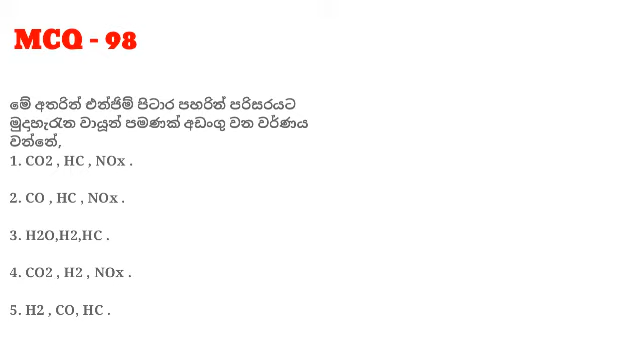 MCQ - 98
මේ අතරින් එන්ජිම් පිටාර පහරින් පරිසරයට
මුදාහැරැන වායූන් පමණක් අඩංගු වන වර්ණය
වන්නේ,
1. CO2 , HC , NOx .
2. CO , HC , NOx .
3. H2O,H2,HC .
4. CO2 , H2 , NOx .
5. H2 , CO, HC .